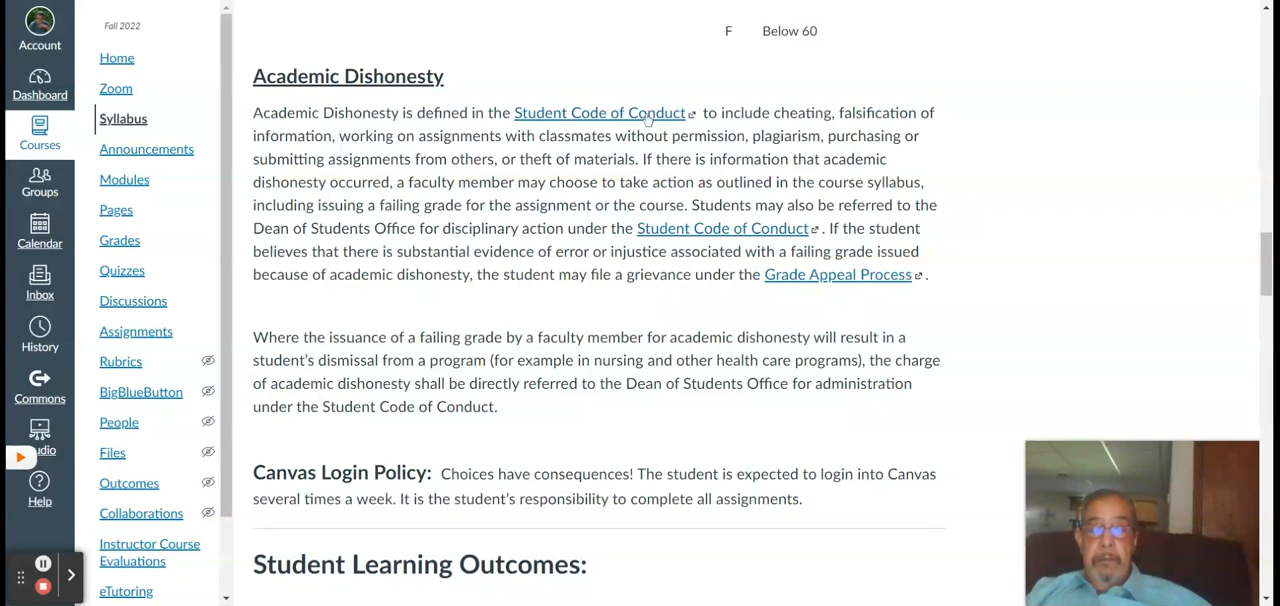 Account
Dashboard
Courses
Groups
Calendar
Inbox
History
Commons
udio
Help
Fall 2022
Home
Zoom
Syllabus
Announcements
Modules
Pages
Grades
Quizzes
Discussions
Assignments
Rubrics
BigBlueButton
People
Files
Outcomes
Collaborations
Instructor Course
Evaluations
eTutoring
F Below 60
Academic Dishonesty
Academic Dishonesty is defined in the Student Code of Conduct to include cheating, falsification of
information, working on assignments with classmates without permission, plagiarism, purchasing or
submitting assignments from others, or theft of materials. If there is information that academic
dishonesty occurred, a faculty member may choose to take action as outlined in the course syllabus,
including issuing a failing grade for the assignment or the course. Students may also be referred to the
Dean of Students Office for disciplinary action under the Student Code of Conduct . If the student
believes that there is substantial evidence of error or injustice associated with a failing grade issued
because of academic dishonesty, the student may file a grievance under the Grade Appeal Process .
Where the issuance of a failing grade by a faculty member for academic dishonesty will result in a
student’s dismissal from a program (for example in nursing and other health care programs), the charge
of academic dishonesty shall be directly referred to the Dean of Students Office for administration
under the Student Code of Conduct.
Canvas Login Policy: Choices have consequences! The student is expected to login into Canvas
several times a week. It is the student’s responsibility to complete all assignments.
Student Learning Outcomes: